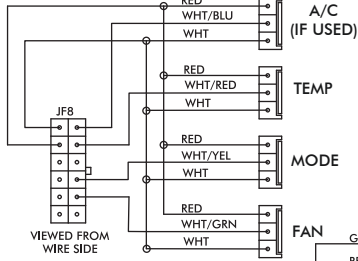 RED
WHT/BLU
WHT
A/C
(IF USED)
RED
WHT/RED
WHT
TEMP
JF8
RED
WHT/YEL
WHT
MODE
RED
WHT/GRN
WHT
FAN
VIEWED FROM
WIRE SIDE
G